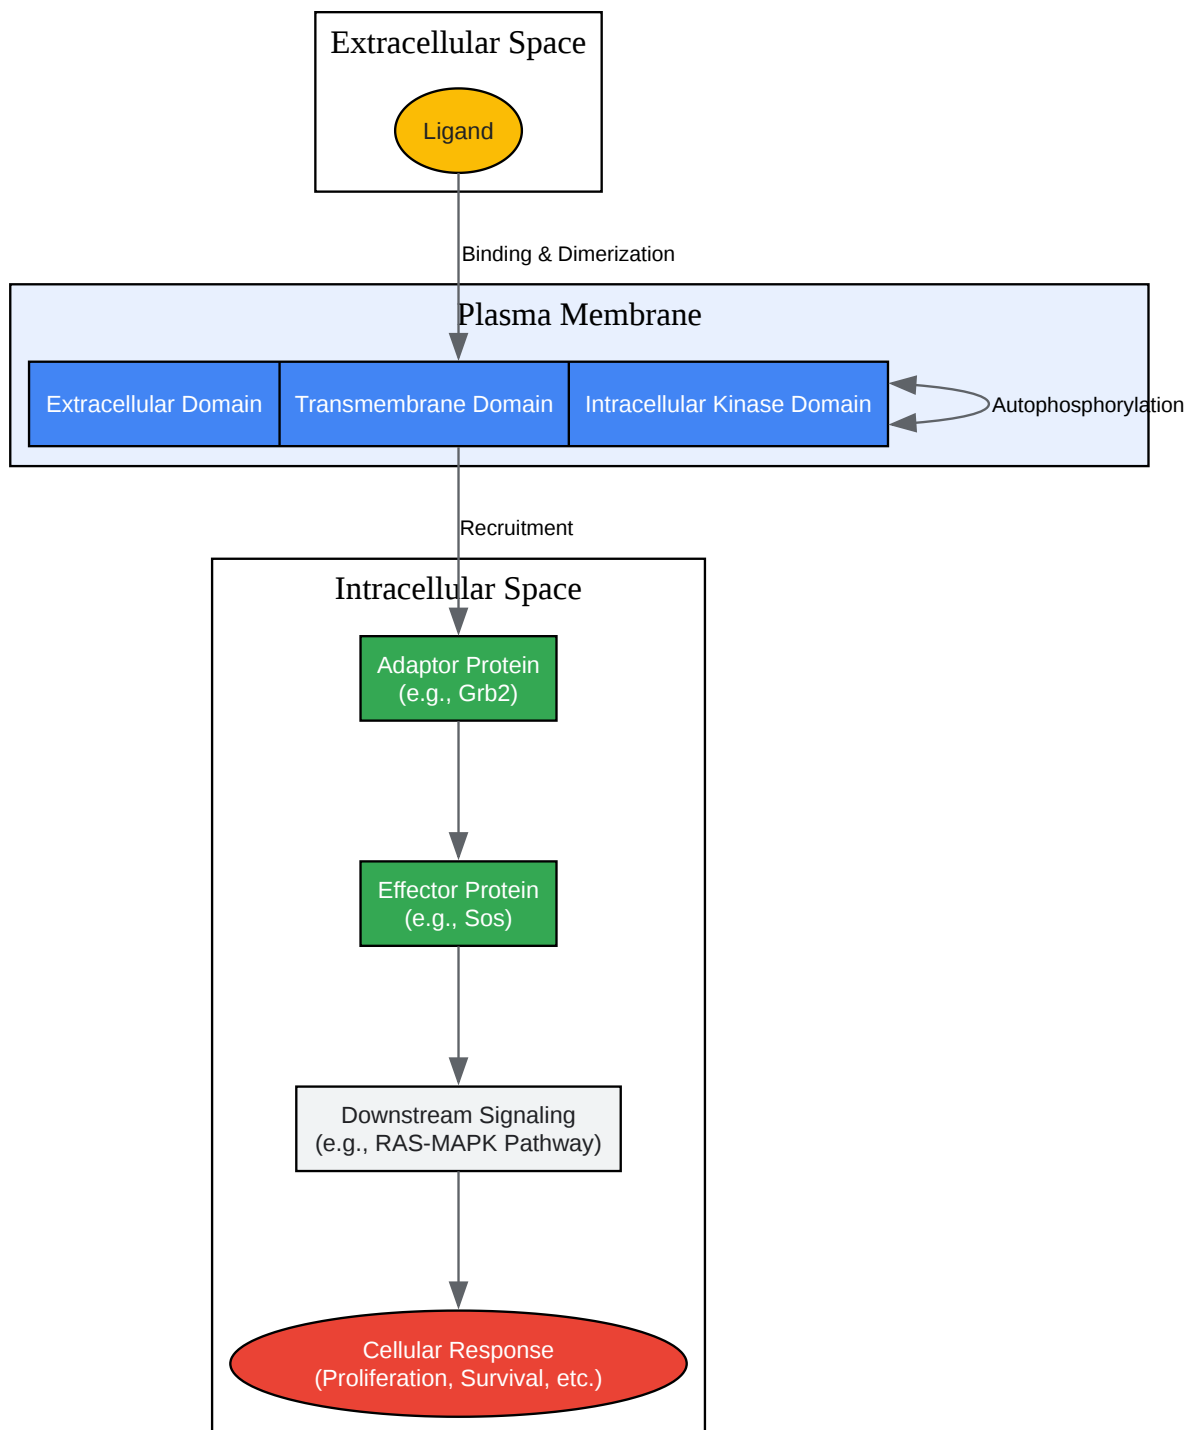 Extracellular Space
Ligand
Binding & Dimerization
Plasma Membrane
Extracellular Domain
Transmembrane Domain
Intracellular Kinase Domain
Autophosphorylation
Recruitment
Intracellular Space
Adaptor Protein
(e.g., Grb2)
Effector Protein
(e.g., Sos)
Downstream Signaling
(e.g., RAS-MAPK Pathway)
Cellular Response
(Proliferation, Survival, etc.)